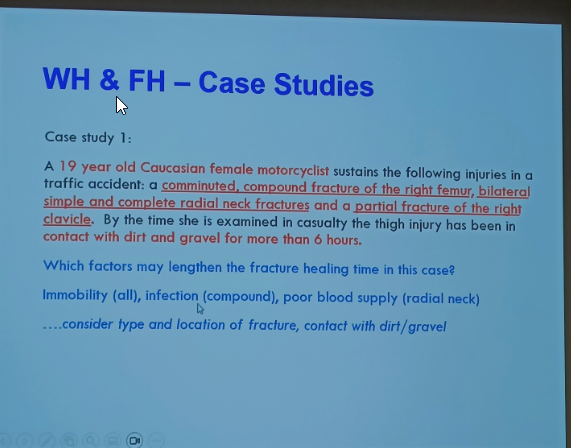 WH & FH – Case Studies
Case study 1:
A 19 year old Caucasian female motorcyclist sustains the following injuries in a
traffic accident: a comminuted, compound fracture of the right femur, bilateral
simple and complete radial neck fractures and a partial fracture of the right
clavicle. By the time she is examined in casualty the thigh injury has been in
contact with dirt and gravel for more than 6 hours.
Which factors may lengthen the fracture healing time in this case?
Immobility (all), infection (compound), poor blood supply (radial neck)
....consider type and location of fracture, contact with dirt/gravel